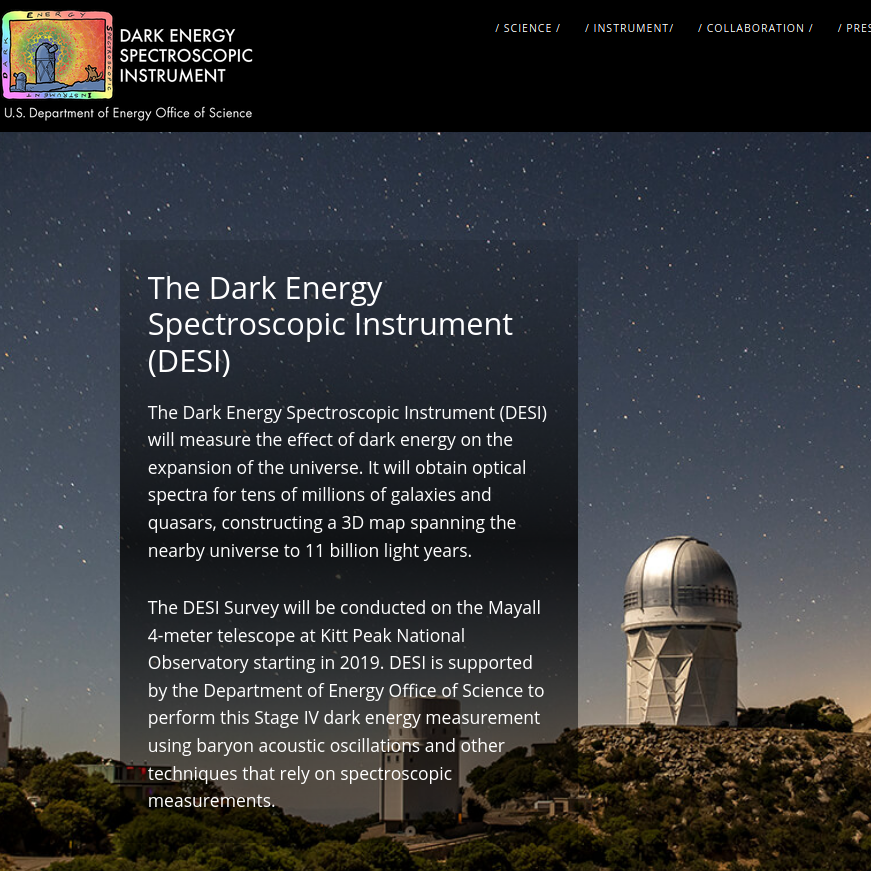 DARK ENERGY SPECTROSCOPIC INSTRUMENT
DARK ENERGY
SPECTROSCOPIC
INSTRUMENT
U.S. Department of Energy Office of Science
/ SCIENCE / / INSTRUMENT/ / COLLABORATION / / PRES
The Dark Energy
Spectroscopic Instrument
(DESI)
The Dark Energy Spectroscopic Instrument (DESI)
will measure the effect of dark energy on the
expansion of the universe. It will obtain optical
spectra for tens of millions of galaxies and
quasars, constructing a 3D map spanning the
nearby universe to 11 billion light years.
The DESI Survey will be conducted on the Mayall
4-meter telescope at Kitt Peak National
Observatory starting in 2019. DESI is supported
by the Department of Energy Office of Science to
perform this Stage IV dark energy measurement
using baryon acoustic oscillations and other
techniques that rely on spectroscopic
measurements.